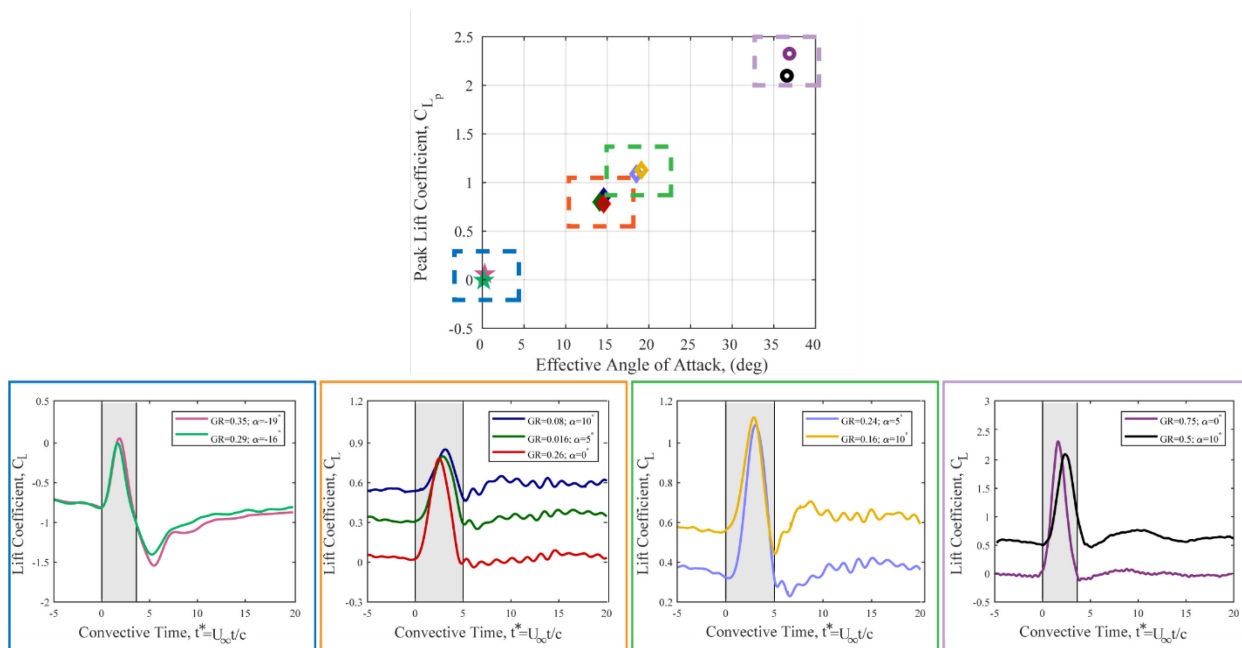 2.5
2
1.5
1
0.5
0
-0.5
Peak Lift Coefficient, C_Lp
0 5 10 15 20 25 30 35 40
Effective Angle of Attack, (deg)
0.5
0
-0.5
-1
-1.5
-2
Lift Coefficient, C_L
GR=0.35; α=-19°
GR=0.29; α=-16°
-5 0 5 10 15 20
Convective Time, t*=U∞t/c
1.2
0.9
0.6
0.3
0
-0.3
Lift Coefficient, C_L
GR=0.08; α=10°
GR=0.016; α=5°
GR=0.26; α=0°
-5 0 5 10 15 20
Convective Time, t*=U∞t/c
1.2
1
0.8
0.6
0.4
0.2
Lift Coefficient, C_L
GR=0.24; α=5°
GR=0.16; α=10°
-5 0 5 10 15 20
Convective Time, t*=U∞t/c
3
2.5
2
1.5
1
0.5
0
-0.5
-1
Lift Coefficient, C_L
GR=0.75; α=0°
GR=0.5; α=10°
-5 0 5 10 15 20
Convective Time, t*=U∞t/c